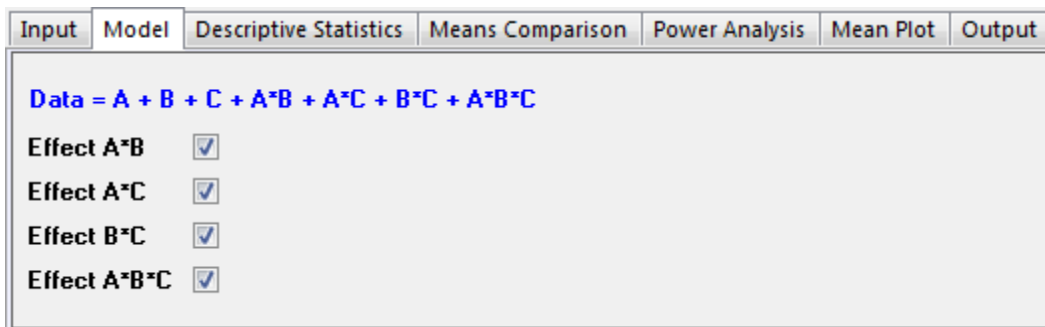 Input Model Descriptive Statistics Means Comparison Power Analysis Mean Plot Output
Data = A + B + C + A*B + A*C + B*C + A*B*C
Effect A*B
Effect A*C
Effect B*C
Effect A*B*C